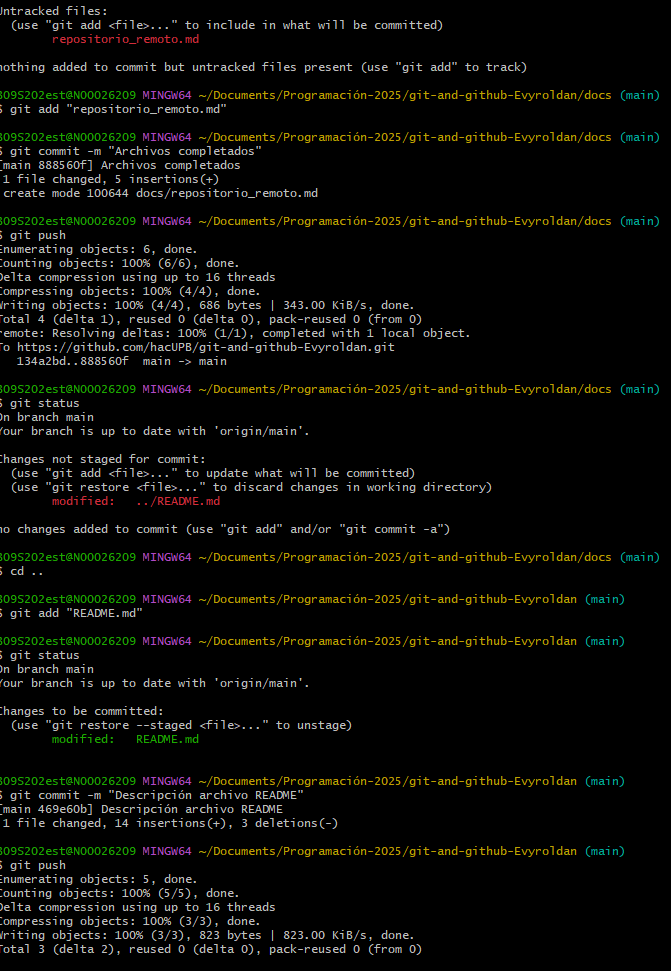 Untracked files:
  (use "git add <file>..." to include in what will be committed)
        repositorio_remoto.md

nothing added to commit but untracked files present (use "git add" to track)

B09S202est@N00026209 MINGW64 ~/Documents/Programación-2025/git-and-github-Evyroldan/docs (main)
$ git add "repositorio_remoto.md"

B09S202est@N00026209 MINGW64 ~/Documents/Programación-2025/git-and-github-Evyroldan/docs (main)
$ git commit -m "Archivos completados"
[main 888560f] Archivos completados
 1 file changed, 5 insertions(+)
 create mode 100644 docs/repositorio_remoto.md

B09S202est@N00026209 MINGW64 ~/Documents/Programación-2025/git-and-github-Evyroldan/docs (main)
$ git push
Enumerating objects: 6, done.
Counting objects: 100% (6/6), done.
Delta compression using up to 16 threads
Compressing objects: 100% (4/4), done.
Writing objects: 100% (4/4), 686 bytes | 343.00 KiB/s, done.
Total 4 (delta 1), reused 0 (delta 0), pack-reused 0 (from 0)
remote: Resolving deltas: 100% (1/1), completed with 1 local object.
To https://github.com/hacUPB/git-and-github-Evyroldan.git
   134a2bd..888560f  main -> main

B09S202est@N00026209 MINGW64 ~/Documents/Programación-2025/git-and-github-Evyroldan/docs (main)
$ git status
On branch main
Your branch is up to date with 'origin/main'.

Changes not staged for commit:
  (use "git add <file>..." to update what will be committed)
  (use "git restore <file>..." to discard changes in working directory)
        modified:   ../README.md

no changes added to commit (use "git add" and/or "git commit -a")

B09S202est@N00026209 MINGW64 ~/Documents/Programación-2025/git-and-github-Evyroldan/docs (main)
$ cd ..

B09S202est@N00026209 MINGW64 ~/Documents/Programación-2025/git-and-github-Evyroldan (main)
$ git add "README.md"

B09S202est@N00026209 MINGW64 ~/Documents/Programación-2025/git-and-github-Evyroldan (main)
$ git status
On branch main
Your branch is up to date with 'origin/main'.

Changes to be committed:
  (use "git restore --staged <file>..." to unstage)
        modified:   README.md


B09S202est@N00026209 MINGW64 ~/Documents/Programación-2025/git-and-github-Evyroldan (main)
$ git commit -m "Descripción archivo README"
[main 469e60b] Descripción archivo README
 1 file changed, 14 insertions(+), 3 deletions(-)

B09S202est@N00026209 MINGW64 ~/Documents/Programación-2025/git-and-github-Evyroldan (main)
$ git push
Enumerating objects: 5, done.
Counting objects: 100% (5/5), done.
Delta compression using up to 16 threads
Compressing objects: 100% (3/3), done.
Writing objects: 100% (3/3), 823 bytes | 823.00 KiB/s, done.
Total 3 (delta 2), reused 0 (delta 0), pack-reused 0 (from 0)